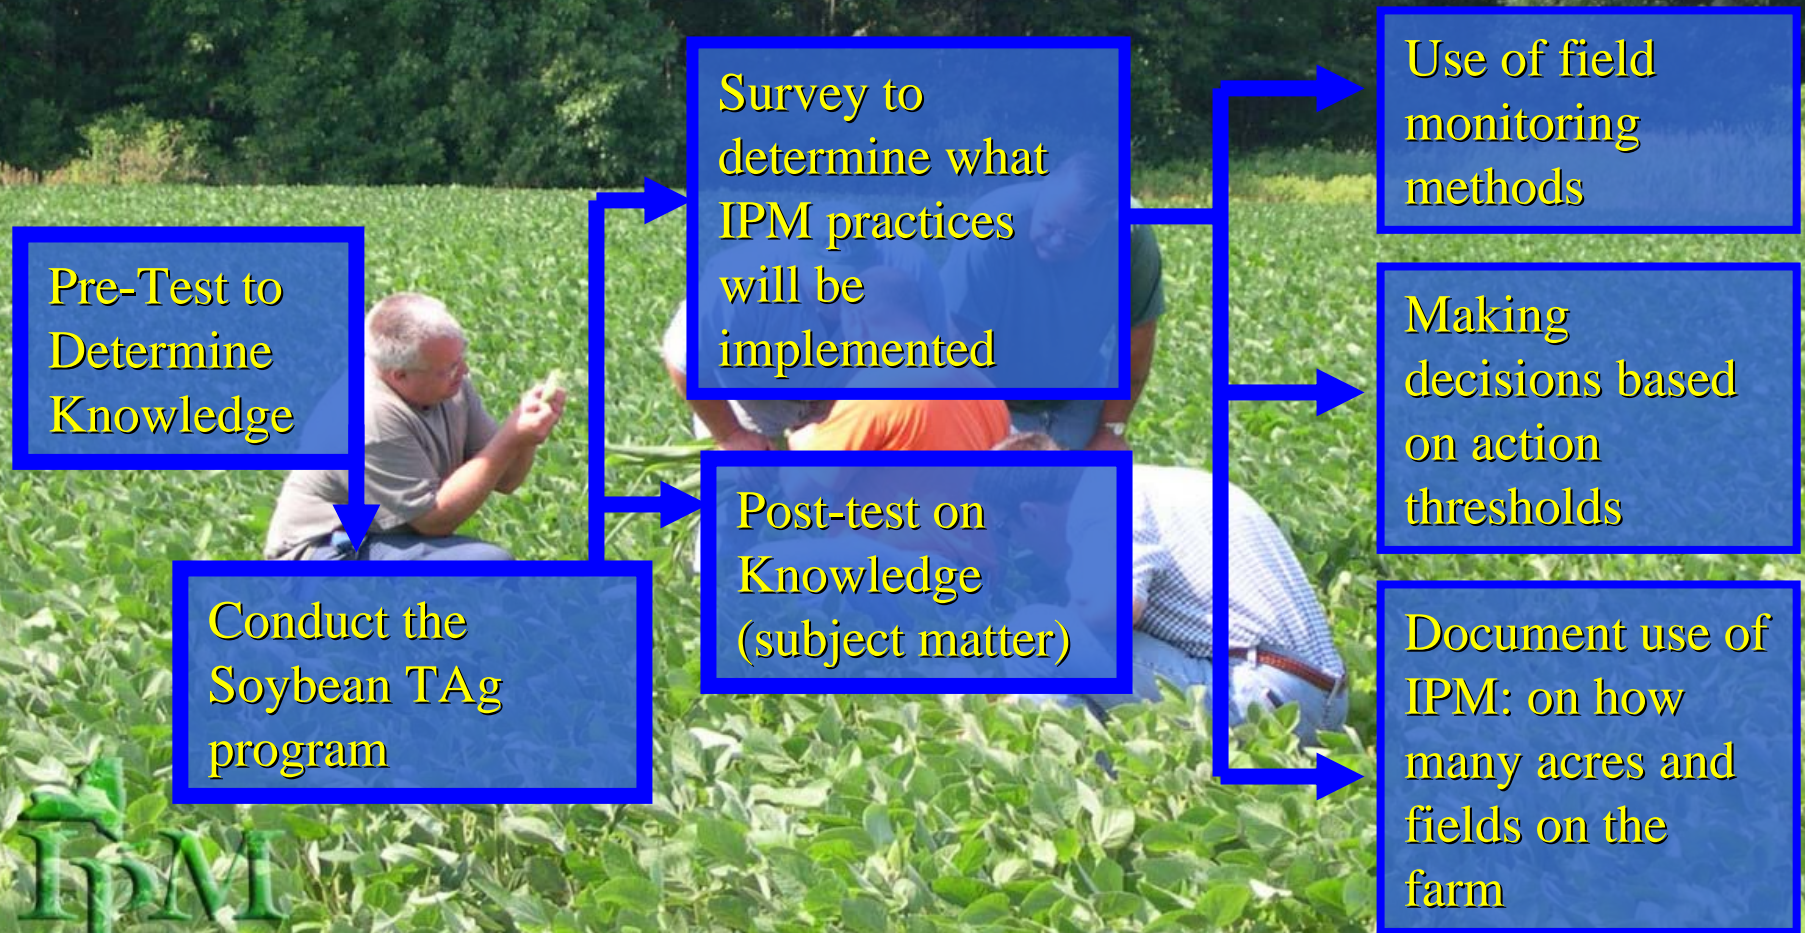 Pre-Test to
Determine
Knowledge
Conduct the
Soybean TAg
program
Survey to
determine what
IPM practices
will be
implemented
Post-test on
Knowledge
(subject matter)
Use of field
monitoring
methods
Making
decisions based
on action
thresholds
Document use of
IPM: on how
many acres and
fields on the
farm
IPM